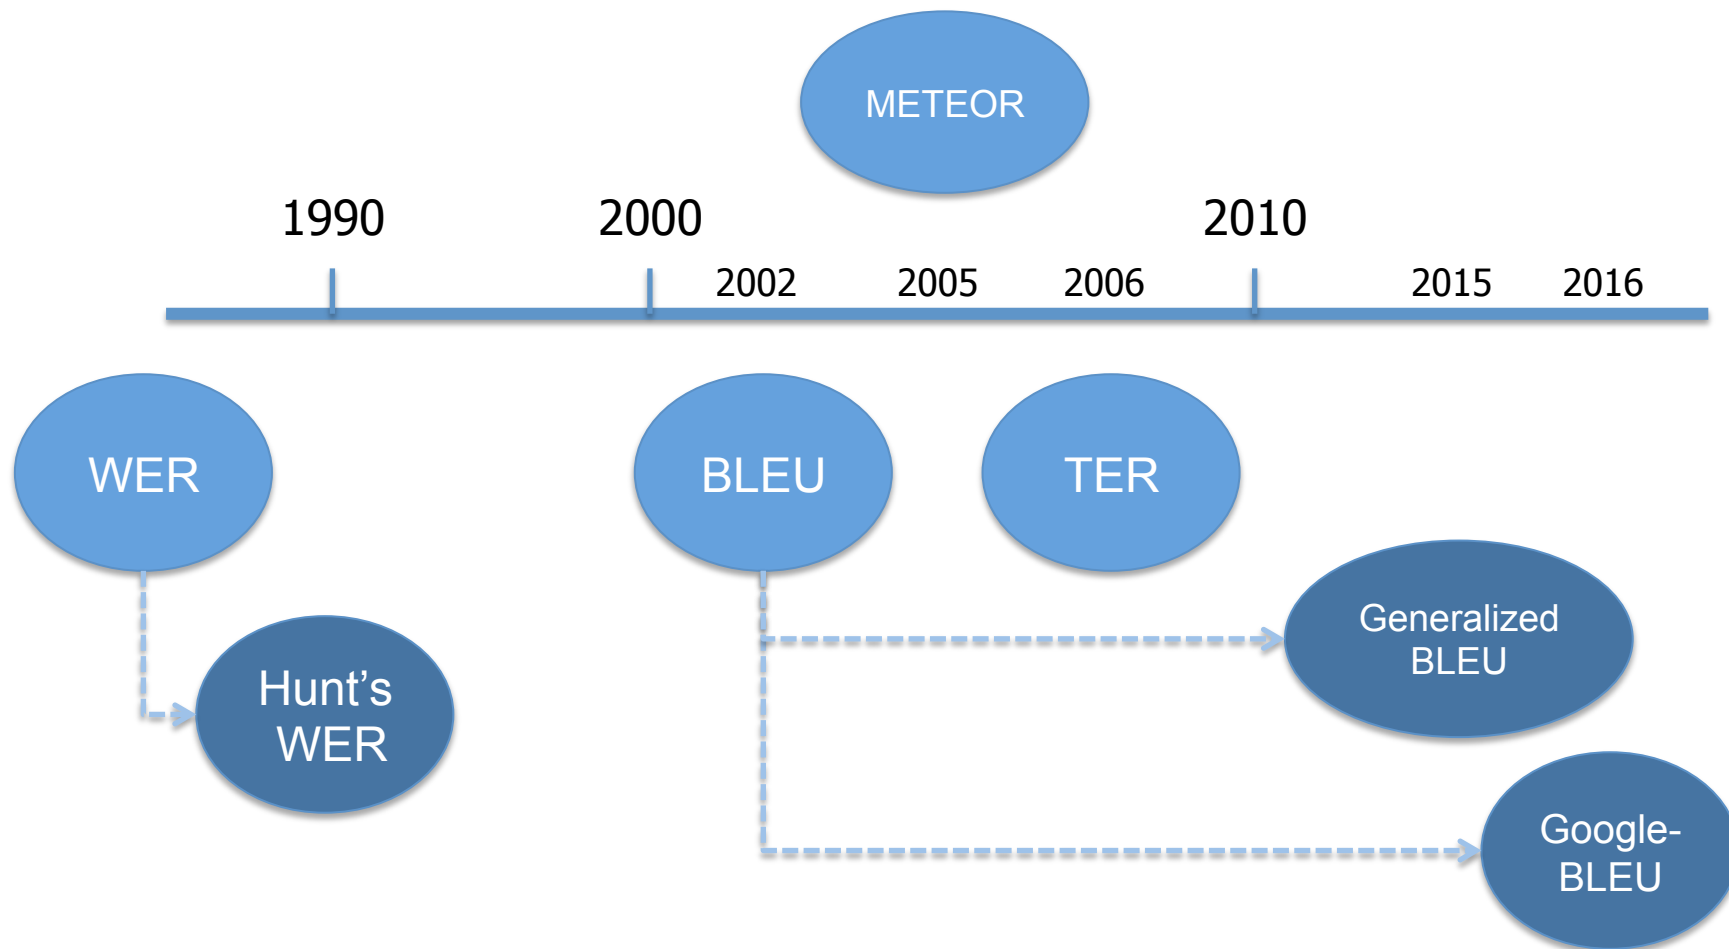 METEOR
1990
2000
2010
2002
2005
2006
2015
2016
WER
BLEU
TER
Generalized
BLEU
Hunt’s
WER
Google-
BLEU